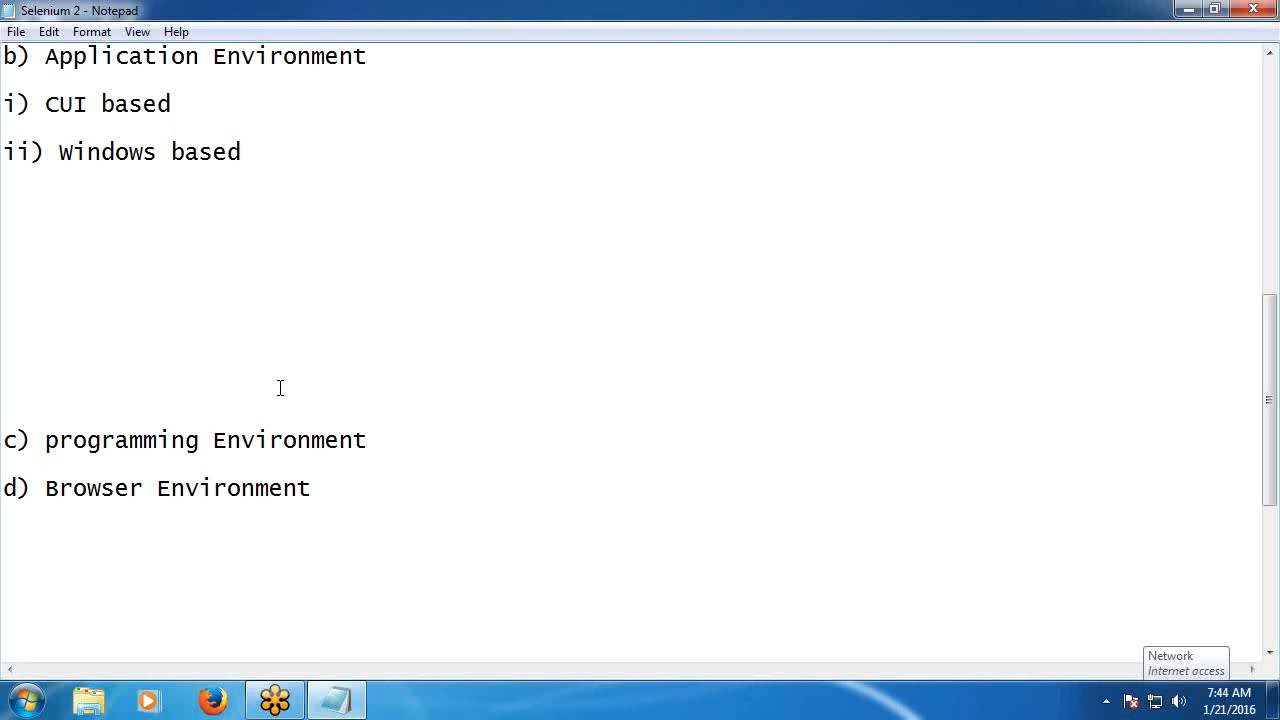 Selenium 2 - Notepad
File Edit Format View Help
b) Application Environment
i) CUI based
ii) Windows based
c) programming Environment
d) Browser Environment
Network
Internet access
7:44 AM
1/21/2016